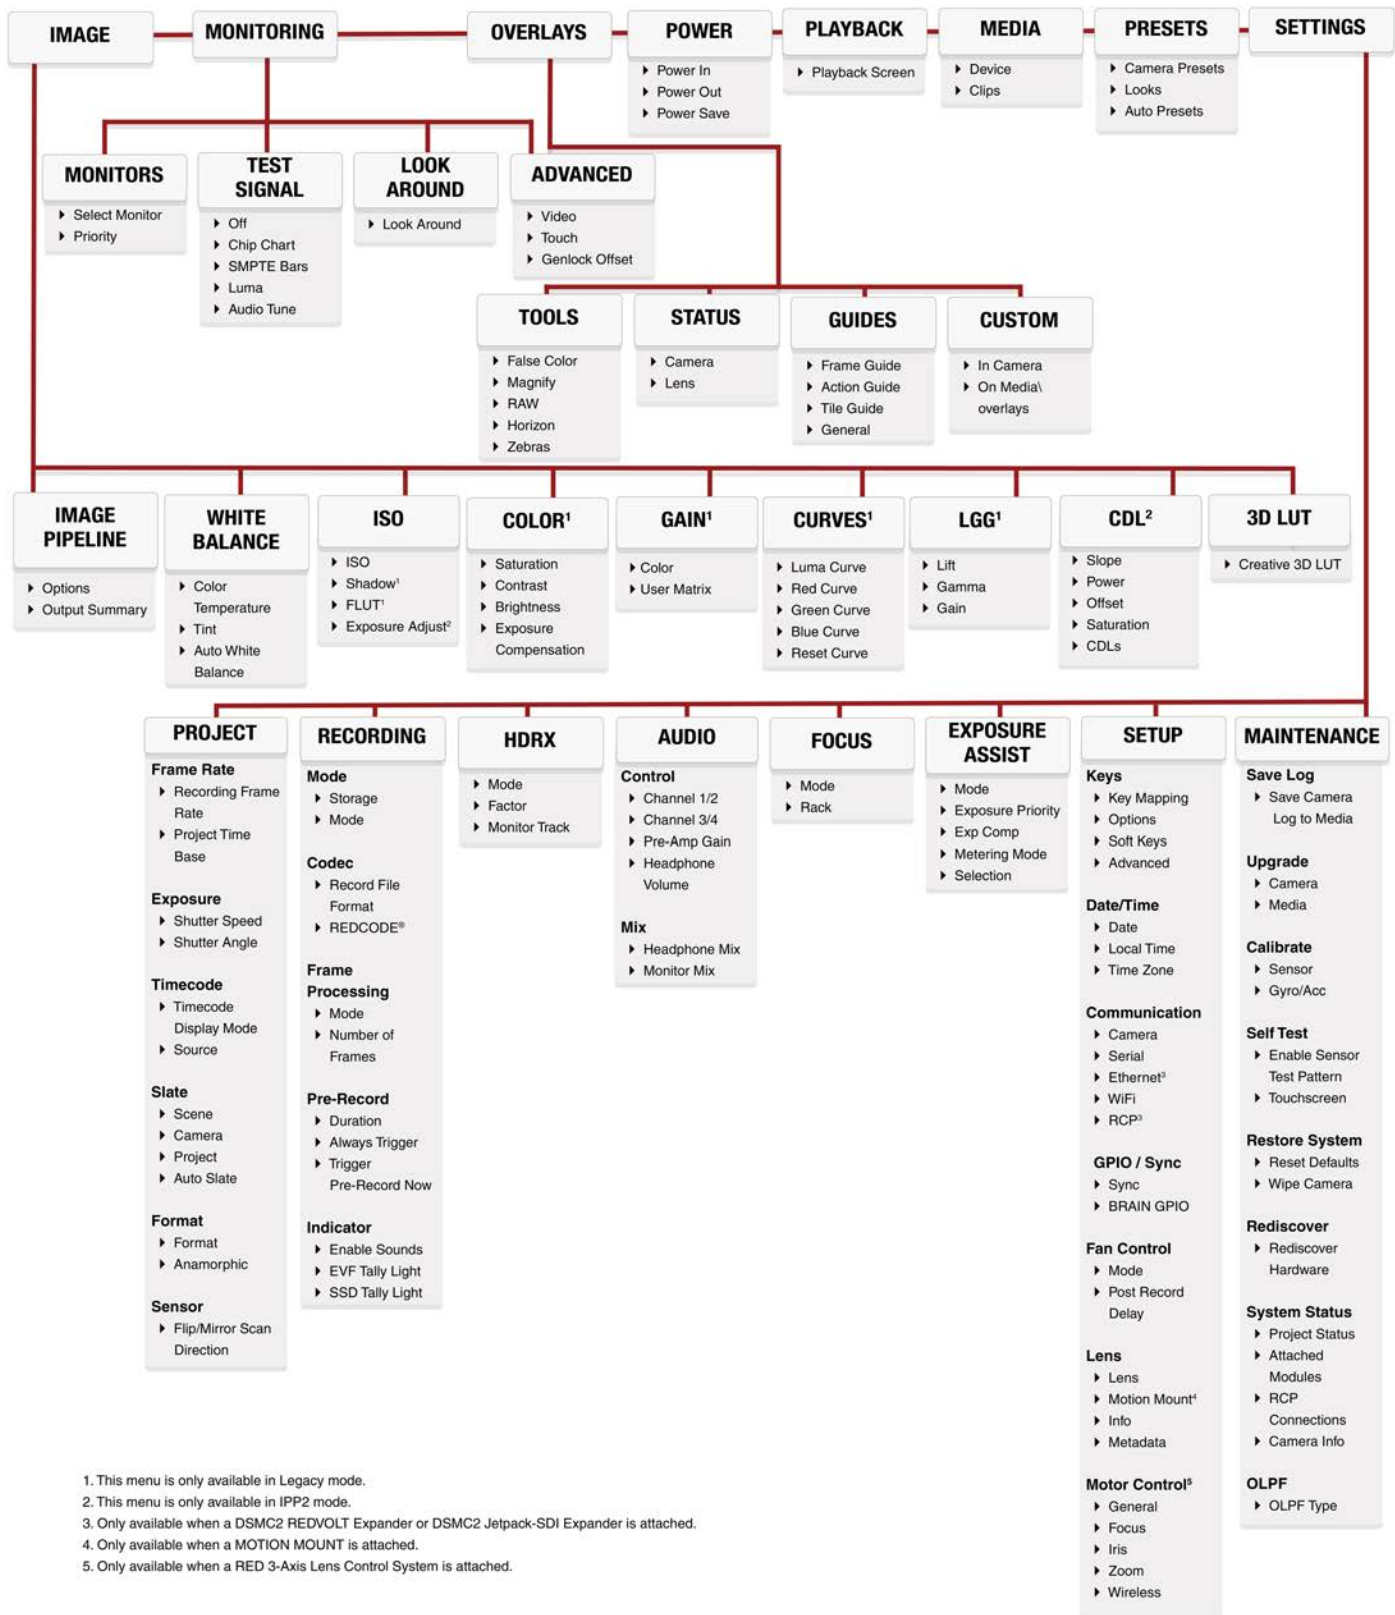 IMAGE
MONITORING
OVERLAYS
POWER
PLAYBACK
MEDIA
PRESETS
SETTINGS
Power In
Power Out
Power Save
Playback Screen
Device
Clips
Camera Presets
Looks
Auto Presets
MONITORS
Select Monitor
Priority
TEST
SIGNAL
Off
Chip Chart
SMPTE Bars
Luma
Audio Tune
LOOK
AROUND
Look Around
ADVANCED
Video
Touch
Genlock Offset
TOOLS
False Color
Magnify
RAW
Horizon
Zebras
STATUS
Camera
Lens
GUIDES
Frame Guide
Action Guide
Tile Guide
General
CUSTOM
In Camera
On Media\
overlays
IMAGE
PIPELINE
Options
Output Summary
WHITE
BALANCE
Color
Temperature
Tint
Auto White
Balance
ISO
ISO
Shadow¹
FLUT¹
Exposure Adjust²
COLOR¹
Saturation
Contrast
Brightness
Exposure
Compensation
GAIN¹
Color
User Matrix
CURVES¹
Luma Curve
Red Curve
Green Curve
Blue Curve
Reset Curve
LGG¹
Lift
Gamma
Gain
CDL²
Slope
Power
Offset
Saturation
CDLs
3D LUT
Creative 3D LUT
PROJECT
Frame Rate
Recording Frame
Rate
Project Time
Base
Exposure
Shutter Speed
Shutter Angle
Timecode
Timecode
Display Mode
Source
Slate
Scene
Camera
Project
Auto Slate
Format
Format
Anamorphic
Sensor
Flip/Mirror Scan
Direction
RECORDING
Mode
Storage
Mode
Codec
Record File
Format
REDCODE®
Frame
Processing
Mode
Number of
Frames
Pre-Record
Duration
Always Trigger
Trigger
Pre-Record Now
Indicator
Enable Sounds
EVF Tally Light
SSD Tally Light
HDRX
Mode
Factor
Monitor Track
AUDIO
Control
Channel 1/2
Channel 3/4
Pre-Amp Gain
Headphone
Volume
Mix
Headphone Mix
Monitor Mix
FOCUS
Mode
Rack
EXPOSURE
ASSIST
Mode
Exposure Priority
Exp Comp
Metering Mode
Selection
SETUP
Keys
Key Mapping
Options
Soft Keys
Advanced
Date/Time
Date
Local Time
Time Zone
Communication
Camera
Serial
Ethernet³
WiFi
RCP³
GPIO / Sync
Sync
BRAIN GPIO
Fan Control
Mode
Post Record
Delay
Lens
Lens
Motion Mount⁴
Info
Metadata
Motor Control⁵
General
Focus
Iris
Zoom
Wireless
MAINTENANCE
Save Log
Save Camera
Log to Media
Upgrade
Camera
Media
Calibrate
Sensor
Gyro/Acc
Self Test
Enable Sensor
Test Pattern
Touchscreen
Restore System
Reset Defaults
Wipe Camera
Rediscover
Rediscover
Hardware
System Status
Project Status
Attached
Modules
RCP
Connections
Camera Info
OLPF
OLPF Type
1. This menu is only available in Legacy mode.
2. This menu is only available in IPP2 mode.
3. Only available when a DSMC2 REDVOLT Expander or DSMC2 Jetpack-SDI Expander is attached.
4. Only available when a MOTION MOUNT is attached.
5. Only available when a RED 3-Axis Lens Control System is attached.